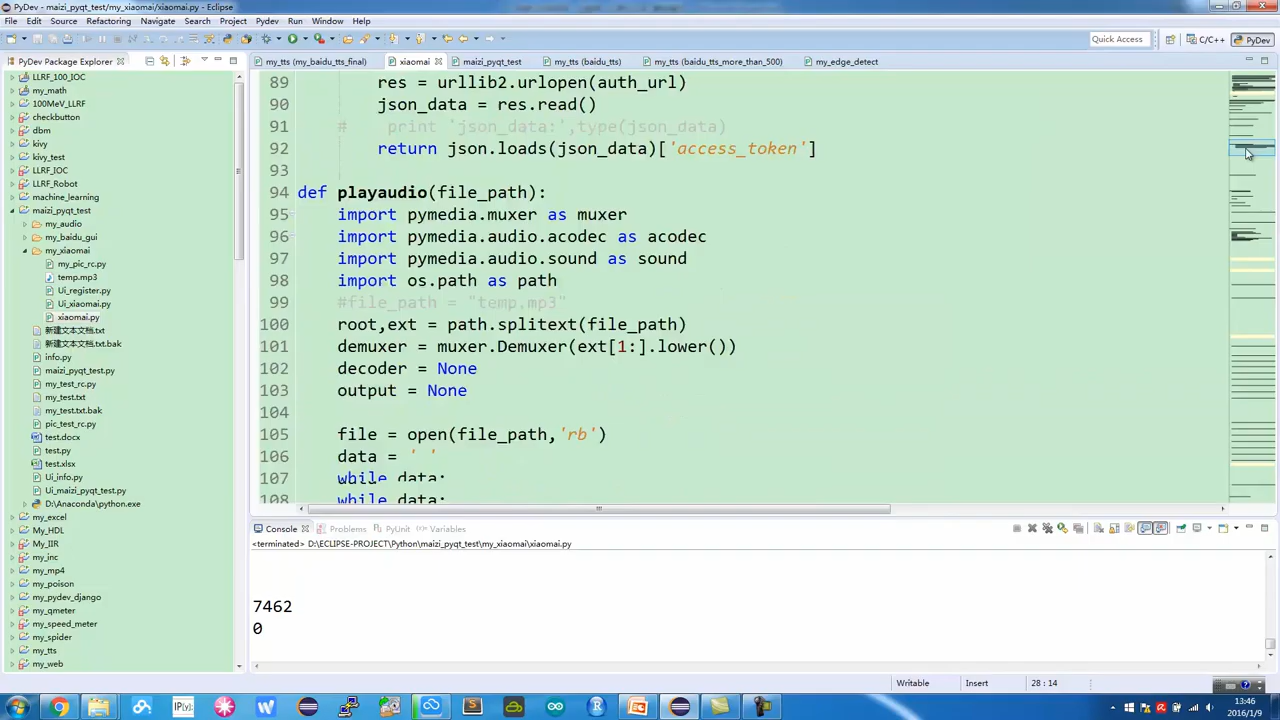 PyDev - maizi_pyqt_test/my_xiaomai/xiaomai.py - Eclipse
File Edit Source Refactoring Navigate Search Project Pydev Run Window Help
Quick Access
C/C++
PyDev
PyDev Package Explorer
LLRF_100_IOC
my_math
100MeV_LLRF
checkbutton
dbm
kivy
kivy_test
LLRF_IOC
LLRF_Robot
machine_learning
maizi_pyqt_test
my_audio
my_baidu_gui
my_xiaomai
my_pic_rc.py
temp.mp3
Ui_register.py
Ui_xiaomai.py
xiaomai.py
新建文本文档.txt
新建文本文档.txt.bak
info.py
maizi_pyqt_test.py
my_test_rc.py
my_test.txt
my_test.txt.bak
pic_test_rc.py
test.docx
test.py
test.xlsx
Ui_info.py
Ui_maizi_pyqt_test.py
D:\Anaconda\python.exe
my_excel
My_HDL
My_IIR
my_inc
my_mp4
my_poison
my_pydev_django
my_qmeter
my_speed_meter
my_spider
my_tts
my_web
my_tts (my_baidu_tts_final)
xiaomai
maizi_pyqt_test
my_tts (baidu_tts)
my_tts (baidu_tts_more_than_500)
my_edge_detect
89 res = urllib2.urlopen(auth_url)
90 json_data = res.read()
91 # print 'json_data:',type(json_data)
92 return json.loads(json_data)['access_token']
93
94 def playaudio(file_path):
95 import pymedia.muxer as muxer
96 import pymedia.audio.acodec as acodec
97 import pymedia.audio.sound as sound
98 import os.path as path
99 #file_path = "temp.mp3"
100 root,ext = path.splitext(file_path)
101 demuxer = muxer.Demuxer(ext[1:].lower())
102 decoder = None
103 output = None
104
105 file = open(file_path,'rb')
106 data = ' '
107 while data:
108 while data:
Console Problems PyUnit Variables
<terminated> D:\ECLIPSE-PROJECT\Python\maizi_pyqt_test\my_xiaomai\xiaomai.py
7462
0
Writable Insert 28 : 14
13:46
2016/1/9